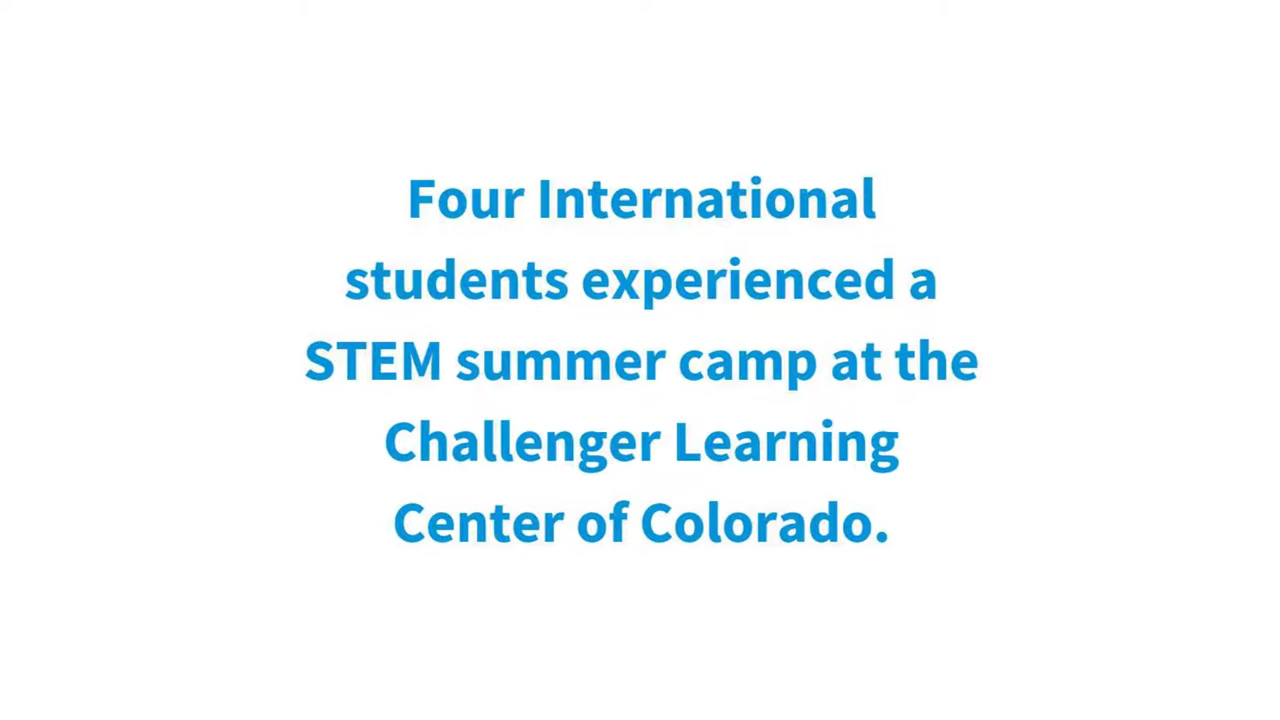 Four International
students experienced a
STEM summer camp at the
Challenger Learning
Center of Colorado.